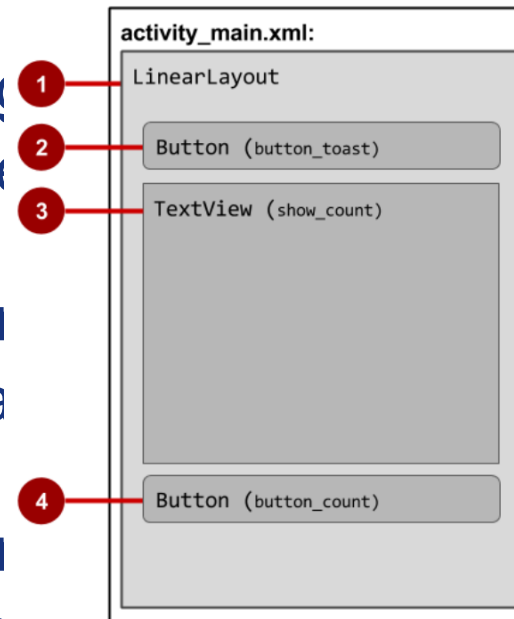 activity_main.xml:
1
LinearLayout
2
Button (button_toast)
3
TextView (show_count)
4
Button (button_count)